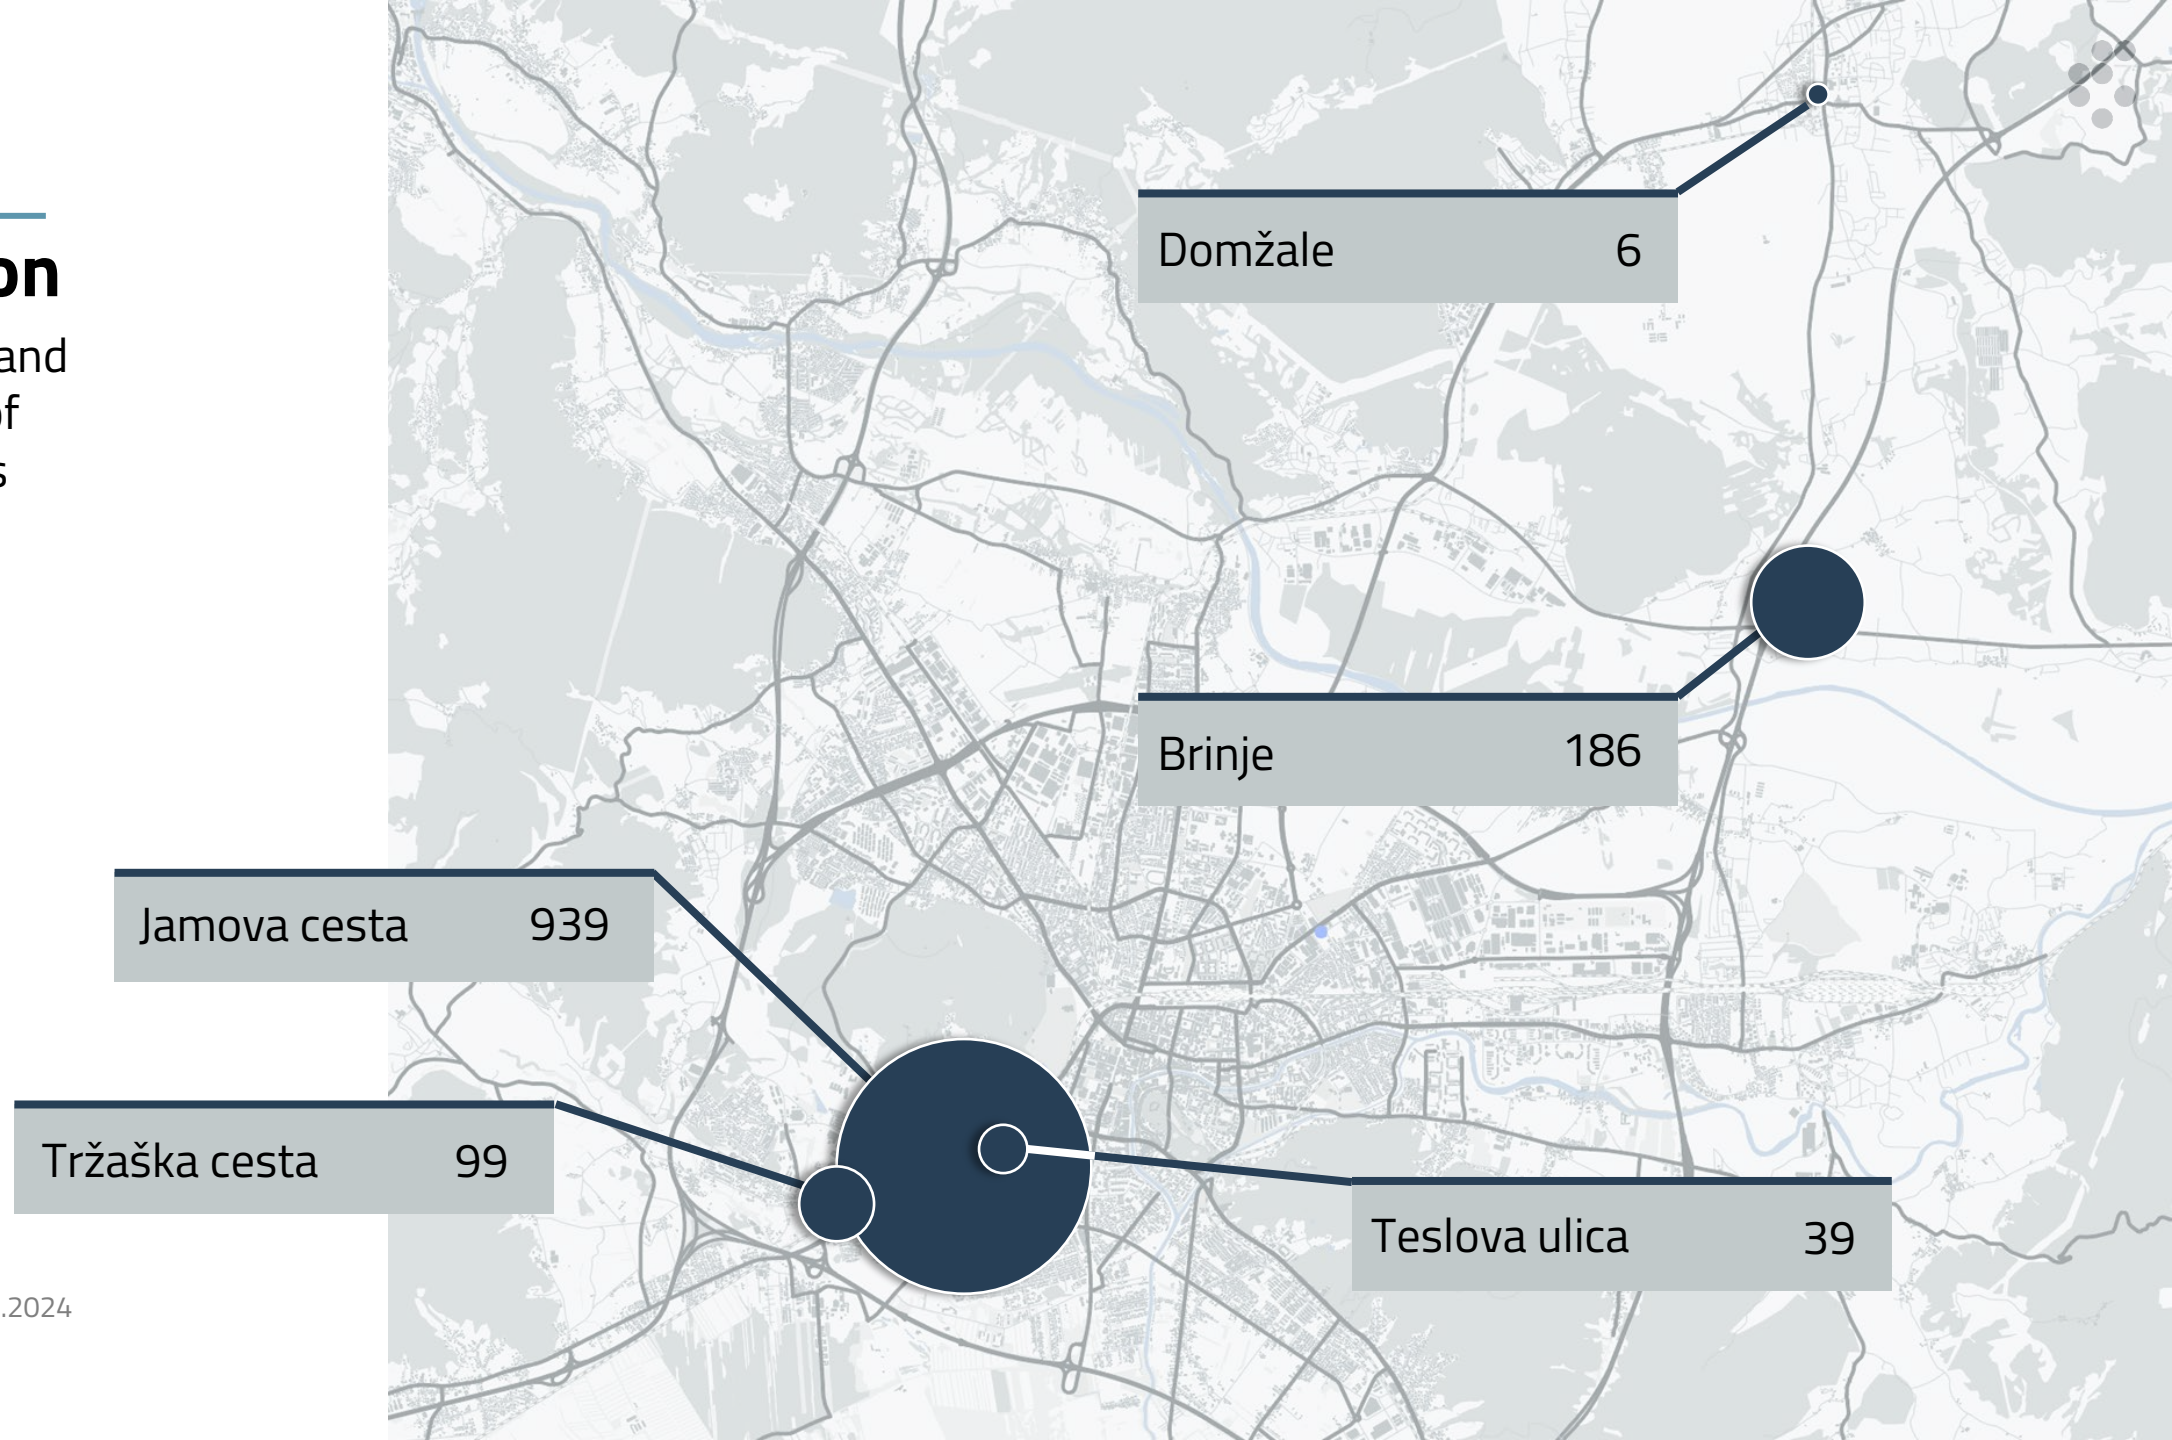 on
and
of
s
Domžale 6
Brinje 186
Jamova cesta 939
Tržaška cesta 99
Teslova ulica 39
.2024